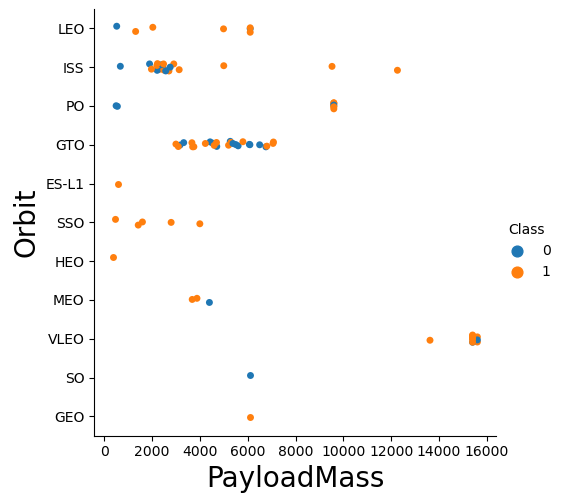 LEO
ISS
PO
GTO
ES-L1
SSO
HEO
MEO
VLEO
SO
GEO
Orbit
0 2000 4000 6000 8000 10000 12000 14000 16000
PayloadMass
Class
0
1